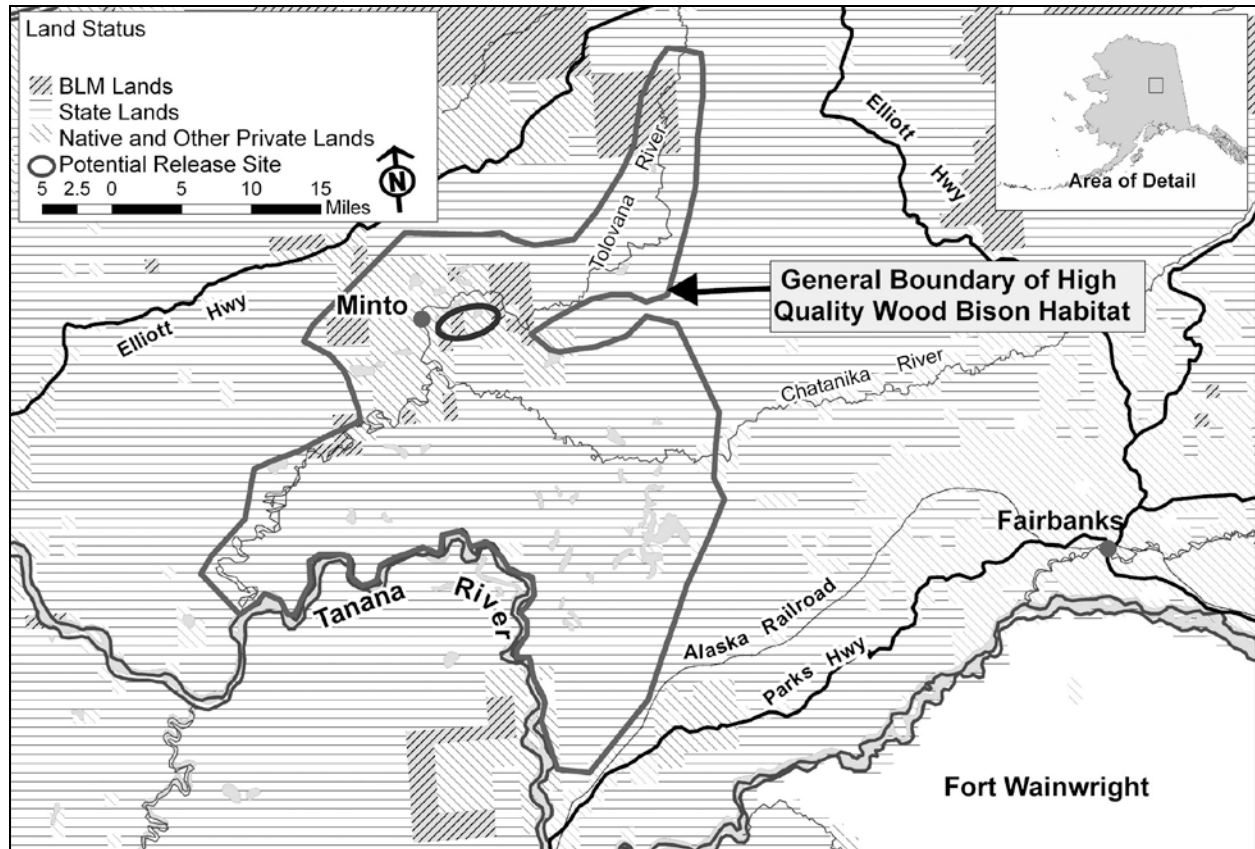 Land Status
BLM Lands
State Lands
Native and Other Private Lands
Potential Release Site
N
5 2.5 0 5 10 15
Miles
Area of Detail
Elliott Hwy
Tolovana River
General Boundary of High
Quality Wood Bison Habitat
Minto
Elliott Hwy
Chatanika River
Fairbanks
Tanana River
Alaska Railroad
Parks Hwy
Fort Wainwright